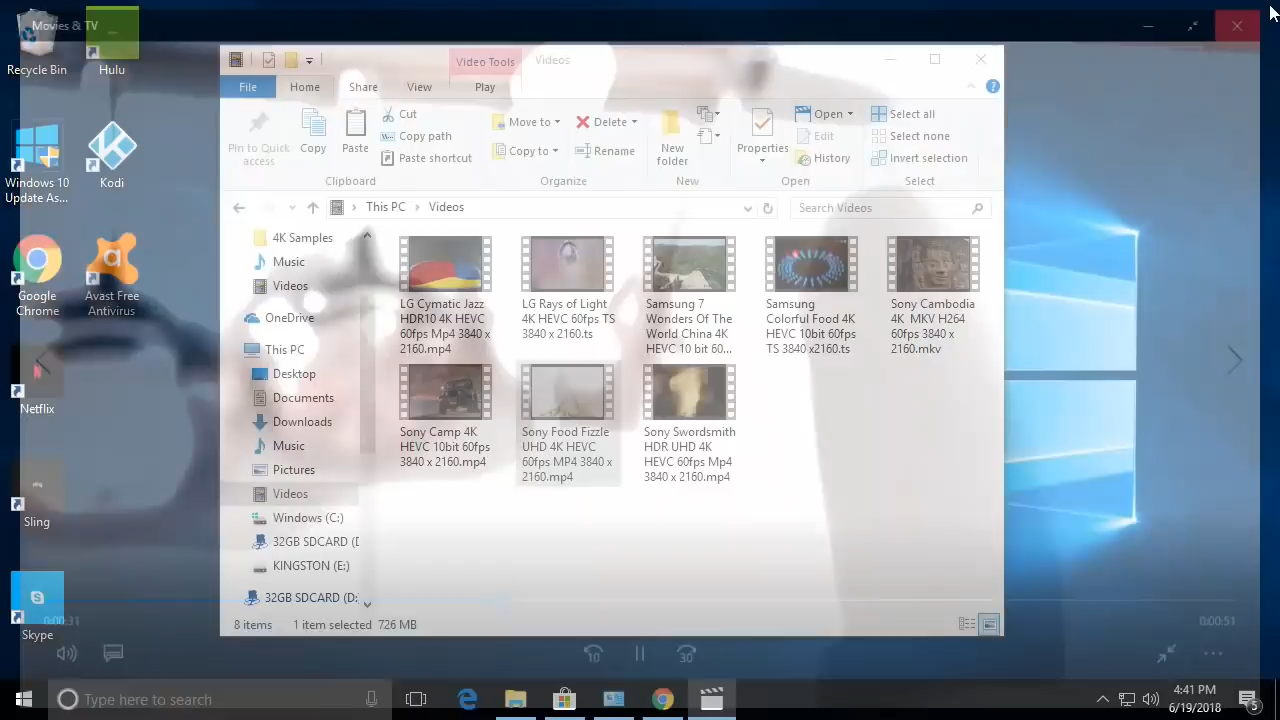 Movies & TV
Recycle Bin
Hulu
Windows 10
Update As...
Kodi
Google
Chrome
Avast Free
Antivirus
Netflix
Sling
Skype
Video Tools
Videos
File
Home
Share
View
Play
Pin to Quick
access
Copy
Paste
Cut
Copy path
Paste shortcut
Clipboard
Move to
Copy to
Delete
Rename
Organize
New
folder
New
Properties
Open
Edit
History
Open
Select all
Select none
Invert selection
Select
This PC
Videos
Search Videos
4K Samples
Music
Videos
OneDrive
This PC
Desktop
Documents
Downloads
Music
Pictures
Videos
Windows (C:)
32GB SDCARD (D
KINGSTON (E:)
32GB SDCARD (D:
LG Cymatic Jazz
HDR10 4K HEVC
60fps Mp4 3840 x
2160.mp4
LG Rays of Light
4K HEVC 60fps TS
3840 x 2160.ts
Samsung 7
Wonders Of The
World China 4K
HEVC 10 bit 60...
Samsung
Colorful Food 4K
HEVC 10bit 60fps
TS 3840 x2160.ts
Sony Cambodia
4K MKV H264
60fps 3840 x
2160.mkv
Sony Camp 4K
HEVC 10bit 60fps
3840 x 2160.mp4
Sony Food Fizzle
UHD 4K HEVC
60fps MP4 3840 x
2160.mp4
Sony Swordsmith
HDR UHD 4K
HEVC 60fps Mp4
3840 x 2160.mp4
8 items
1 item selected 726 MB
0:00:31
0:00:51
10
30
Type here to search
4:41 PM
6/19/2018
5